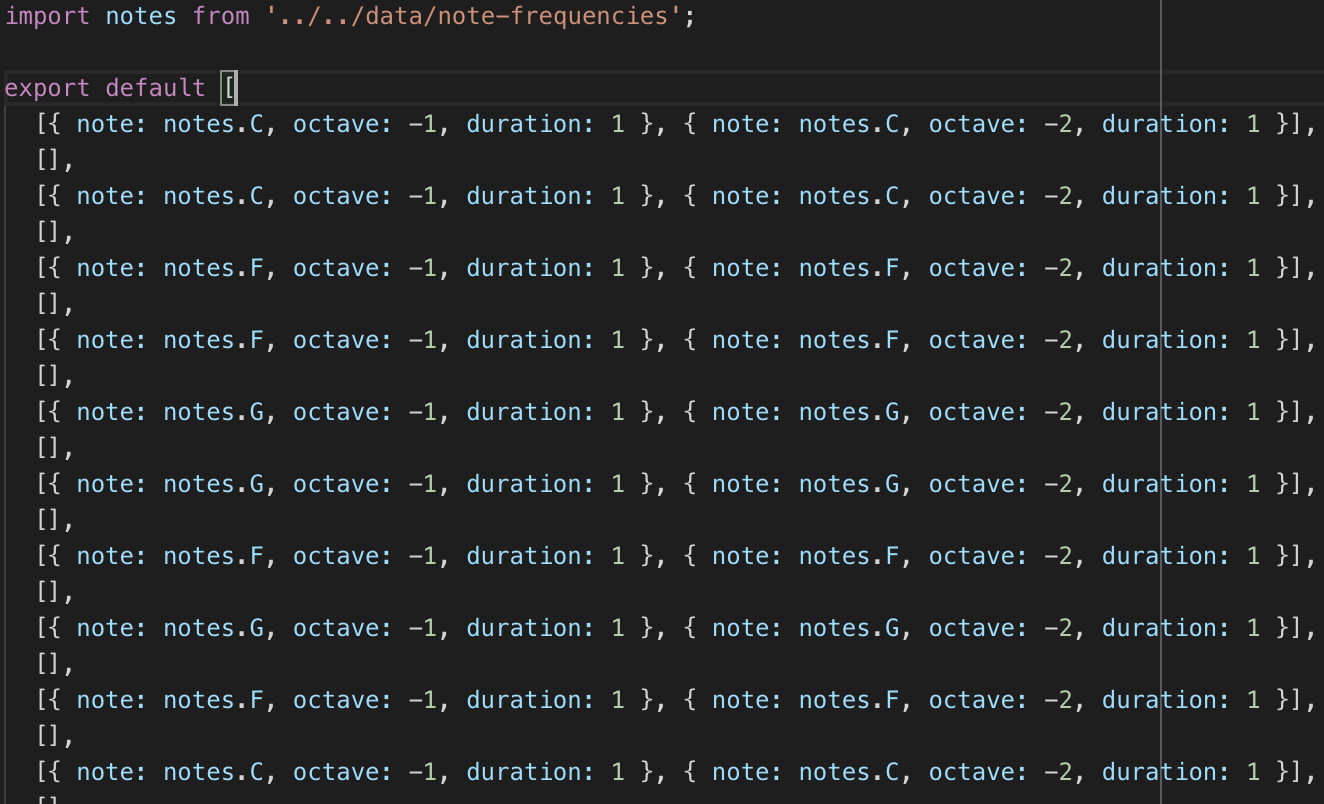 import notes from '../../data/note-frequencies';
export default [
[{ note: notes.C, octave: -1, duration: 1 }, { note: notes.C, octave: -2, duration: 1 }],
[],
[{ note: notes.C, octave: -1, duration: 1 }, { note: notes.C, octave: -2, duration: 1 }],
[],
[{ note: notes.F, octave: -1, duration: 1 }, { note: notes.F, octave: -2, duration: 1 }],
[],
[{ note: notes.F, octave: -1, duration: 1 }, { note: notes.F, octave: -2, duration: 1 }],
[],
[{ note: notes.G, octave: -1, duration: 1 }, { note: notes.G, octave: -2, duration: 1 }],
[],
[{ note: notes.G, octave: -1, duration: 1 }, { note: notes.G, octave: -2, duration: 1 }],
[],
[{ note: notes.F, octave: -1, duration: 1 }, { note: notes.F, octave: -2, duration: 1 }],
[],
[{ note: notes.G, octave: -1, duration: 1 }, { note: notes.G, octave: -2, duration: 1 }],
[],
[{ note: notes.F, octave: -1, duration: 1 }, { note: notes.F, octave: -2, duration: 1 }],
[],
[{ note: notes.C, octave: -1, duration: 1 }, { note: notes.C, octave: -2, duration: 1 }],